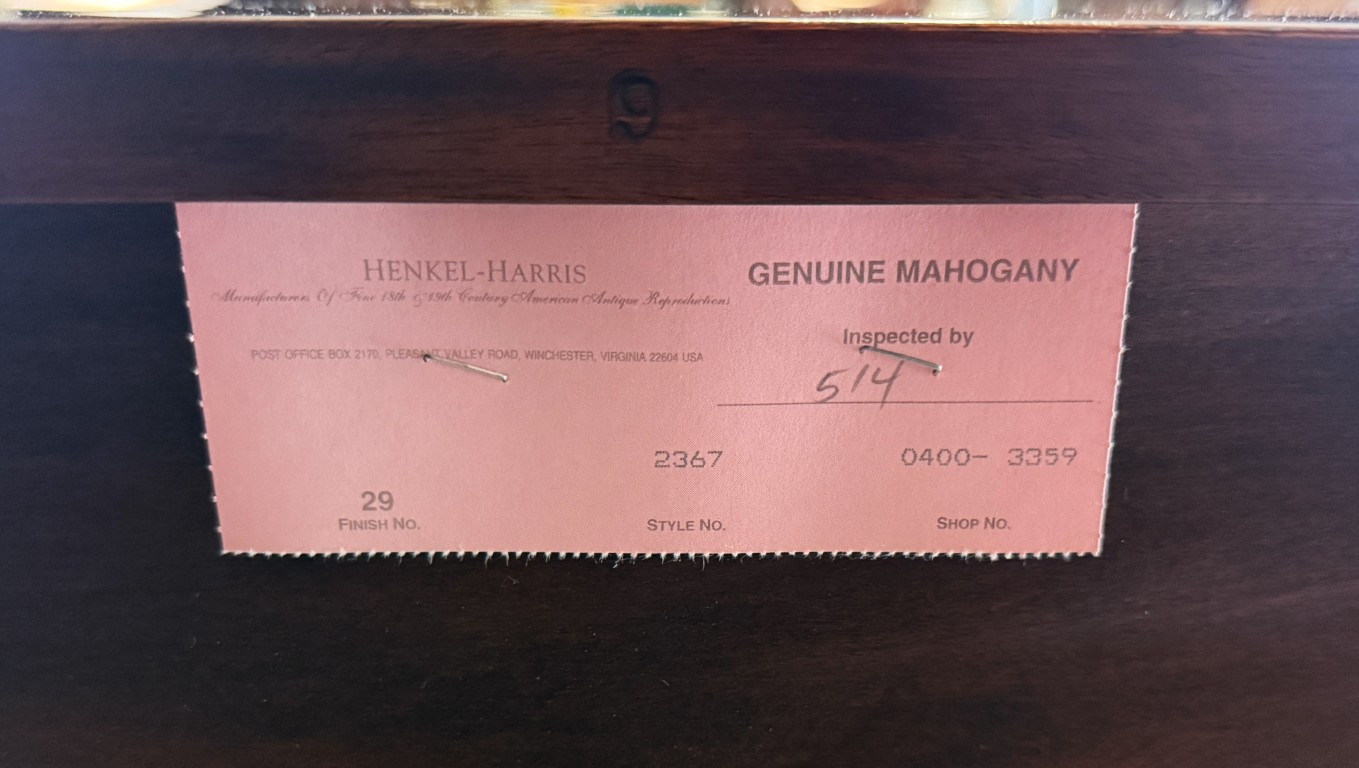 9
HENKEL-HARRIS
Manufacturers Of Fine 18th & 19th Century American Antique Reproductions
POST OFFICE BOX 2170, PLEASANT VALLEY ROAD, WINCHESTER, VIRGINIA 22604 USA
GENUINE MAHOGANY
Inspected by
514
29
FINISH NO.
2367
STYLE NO.
0400- 3359
SHOP NO.